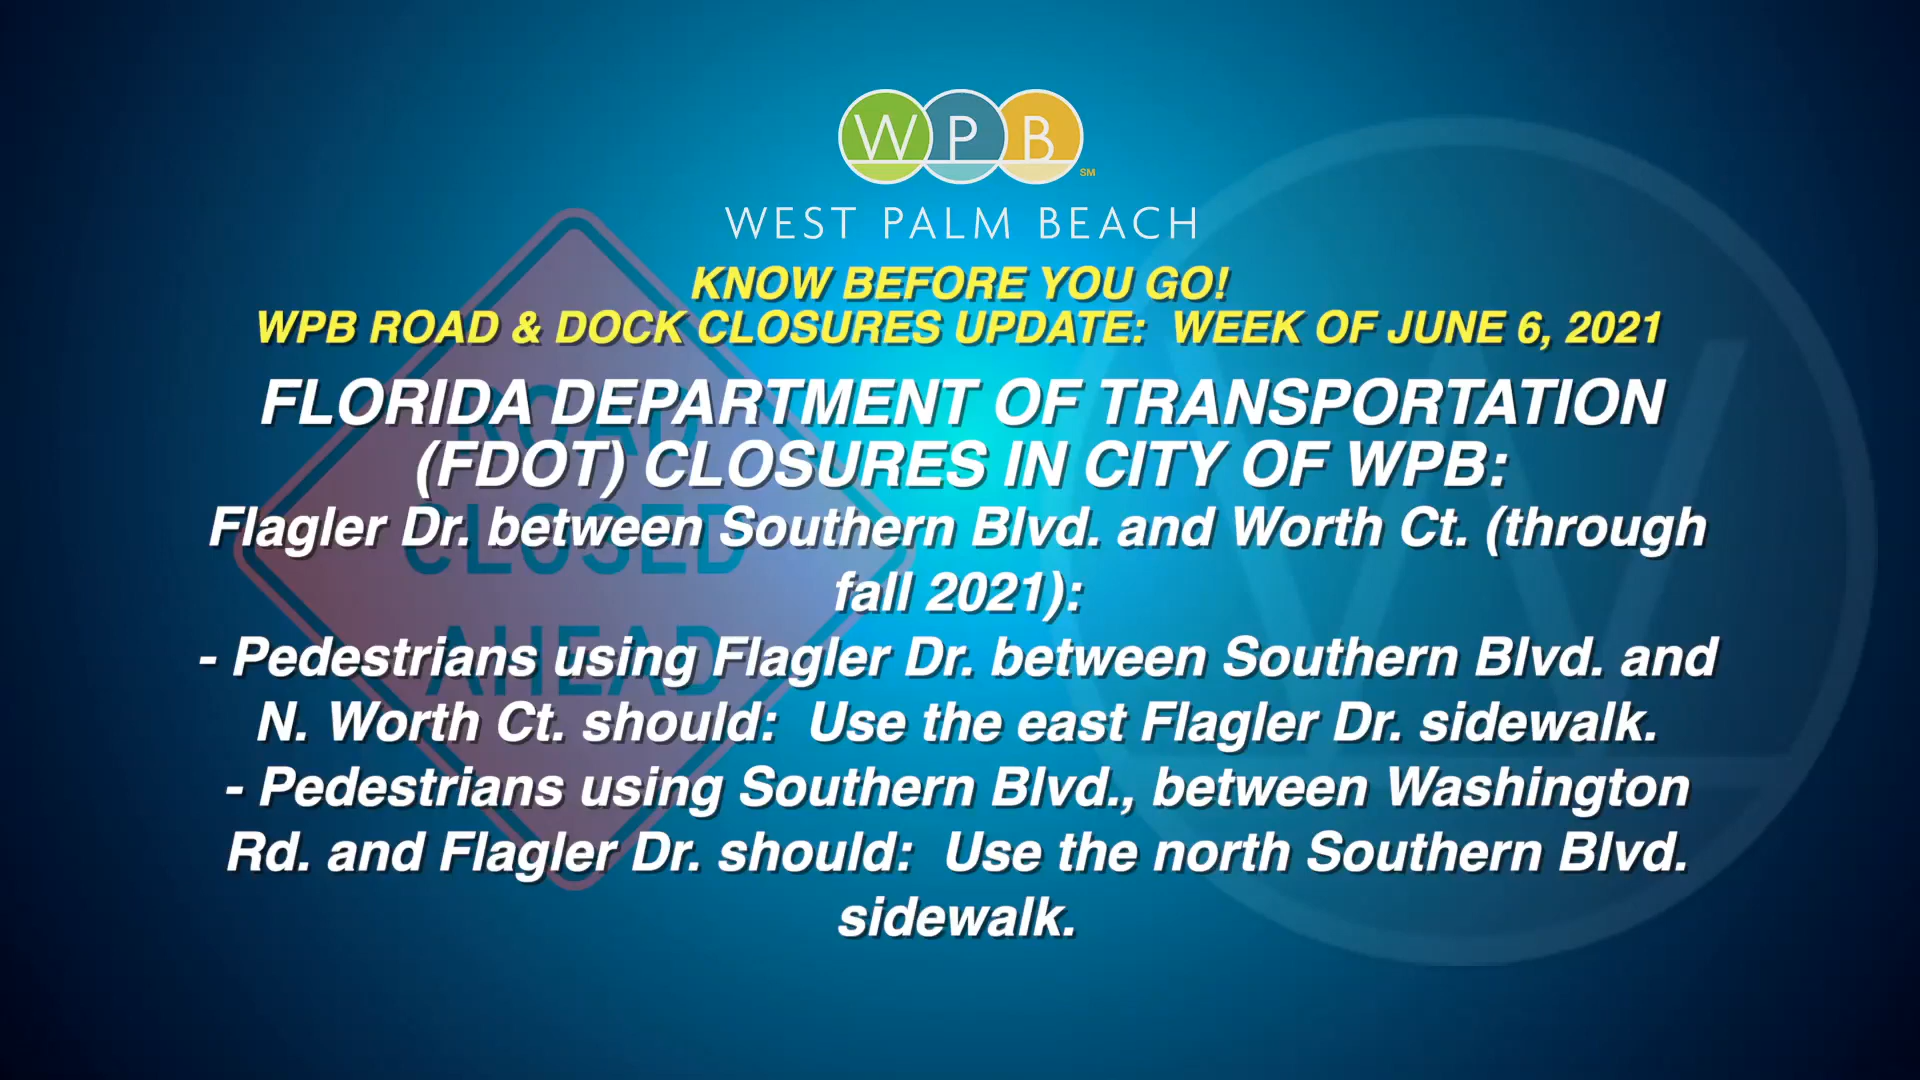 WPB SM
WEST PALM BEACH
KNOW BEFORE YOU GO!
WPB ROAD & DOCK CLOSURES UPDATE: WEEK OF JUNE 6, 2021
FLORIDA DEPARTMENT OF TRANSPORTATION
(FDOT) CLOSURES IN CITY OF WPB:
Flagler Dr. between Southern Blvd. and Worth Ct. (through
fall 2021):
- Pedestrians using Flagler Dr. between Southern Blvd. and
N. Worth Ct. should: Use the east Flagler Dr. sidewalk.
- Pedestrians using Southern Blvd., between Washington
Rd. and Flagler Dr. should: Use the north Southern Blvd.
sidewalk.
ROAD
CLOSED
AHEAD
W